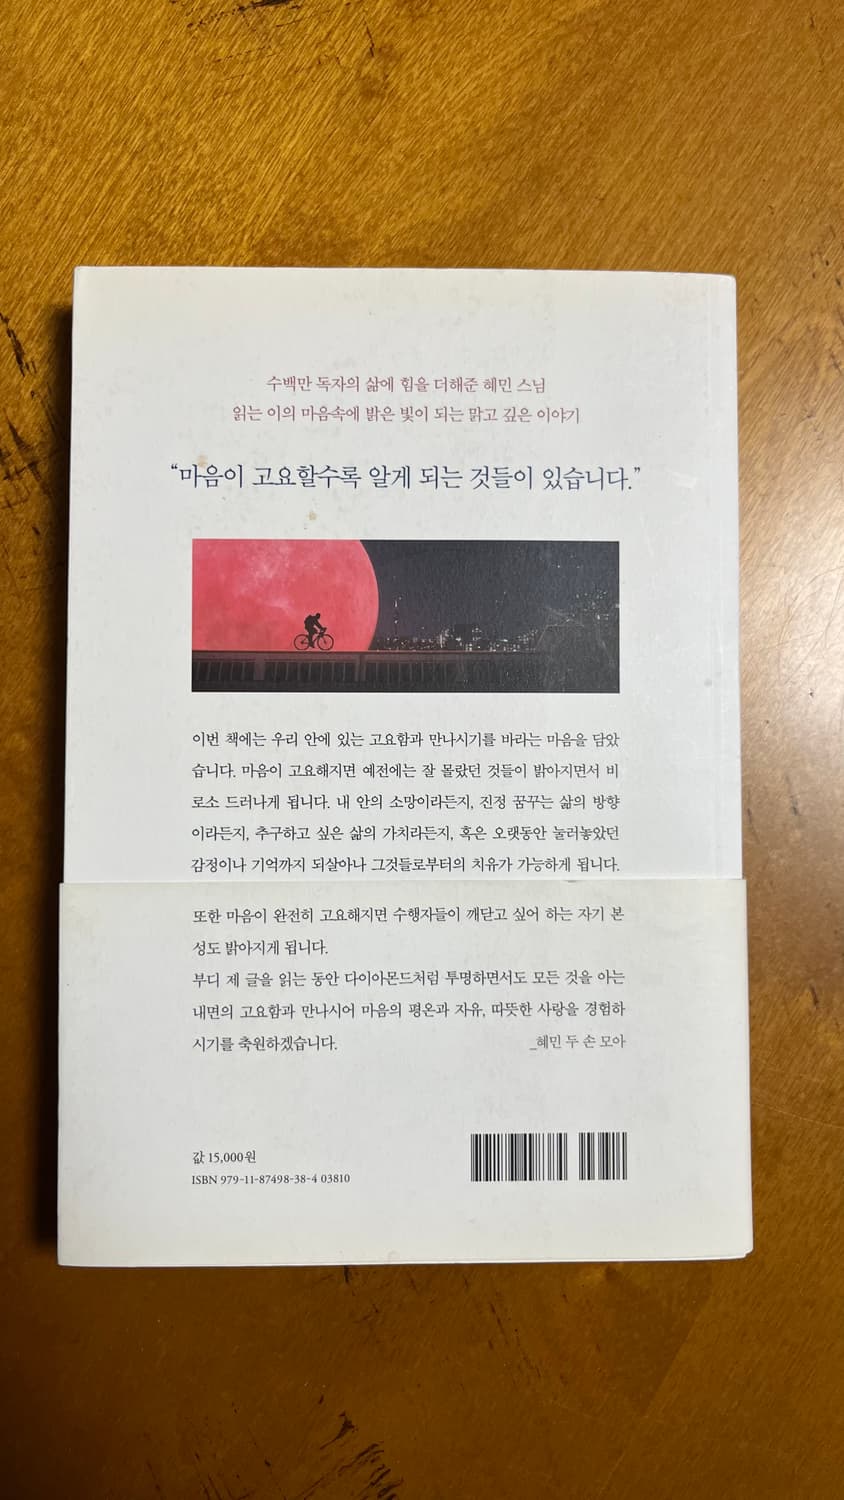 수백만 독자의 삶에 힘을 더해준 혜민 스님
읽는 이의 마음속에 밝은 빛이 되는 맑고 깊은 이야기
“마음이 고요할수록 알게 되는 것들이 있습니다.”
이번 책에는 우리 안에 있는 고요함과 만나시기를 바라는 마음을 담았
습니다. 마음이 고요해지면 예전에는 잘 몰랐던 것들이 밝아지면서 비
로소 드러나게 됩니다. 내 안의 소망이라든지, 진정 꿈꾸는 삶의 방향
이라든지, 추구하고 싶은 삶의 가치라든지, 혹은 오랫동안 눌러놓았던
감정이나 기억까지 되살아나 그것들로부터의 치유가 가능하게 됩니다.
또한 마음이 완전히 고요해지면 수행자들이 깨닫고 싶어 하는 자기 본
성도 밝아지게 됩니다.
부디 제 글을 읽는 동안 다이아몬드처럼 투명하면서도 모든 것을 아는
내면의 고요함과 만나시어 마음의 평온과 자유, 따뜻한 사랑을 경험하
시기를 축원하겠습니다. _혜민 두 손 모아
값 15,000원
ISBN 979-11-87498-38-4 03810